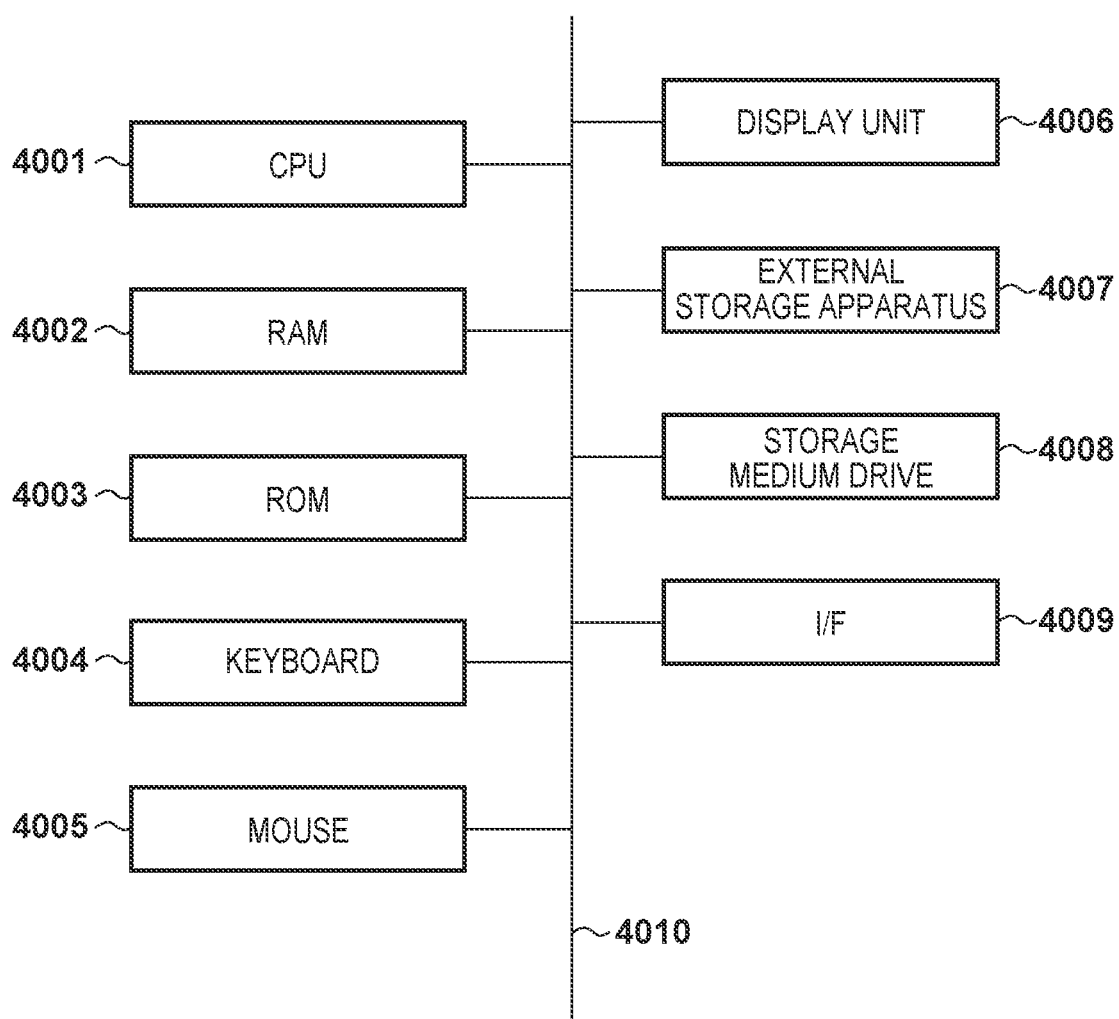 4001
CPU
4002
RAM
4003
ROM
4004
KEYBOARD
4005
MOUSE
DISPLAY UNIT
4006
EXTERNAL
STORAGE APPARATUS
4007
STORAGE
MEDIUM DRIVE
4008
I/F
4009
4010